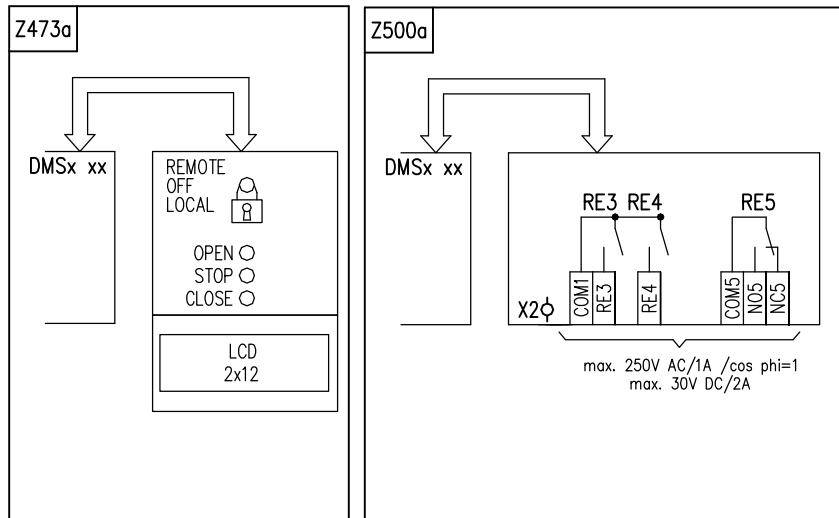 Z473a
DMSx xx
REMOTE
OFF
LOCAL
OPEN
STOP
CLOSE
LCD
2x12
Z500a
DMSx xx
RE3 RE4 RE5
X2
COM1
RE3
RE4
COM5
NO5
NC5
max. 250V AC/1A /cos phi=1
max. 30V DC/2A